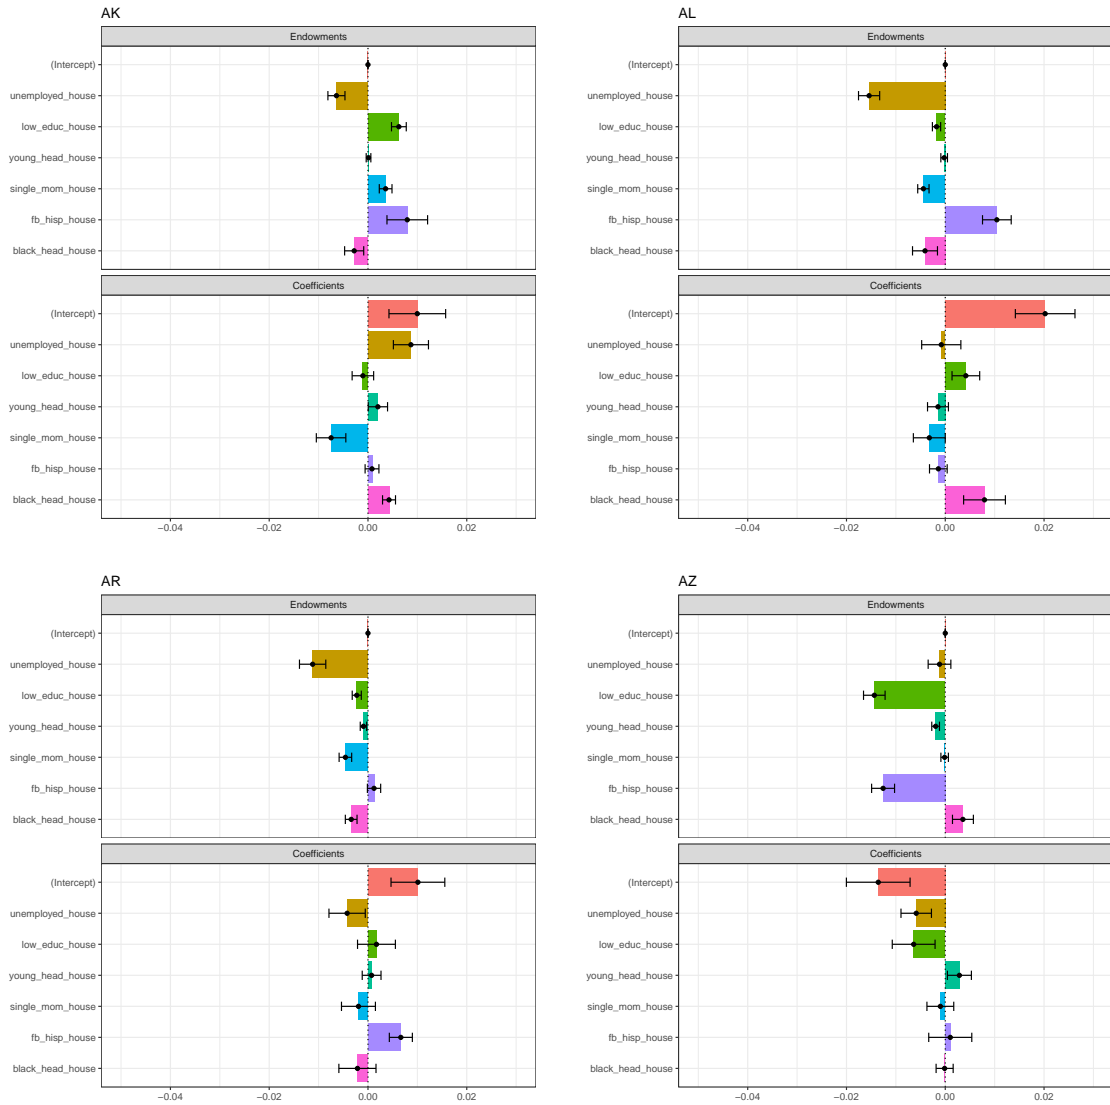 AK
Endowments
(Intercept)
unemployed_house
low_educ_house
young_head_house
single_mom_house
fb_hisp_house
black_head_house
Coefficients
(Intercept)
unemployed_house
low_educ_house
young_head_house
single_mom_house
fb_hisp_house
black_head_house
−0.04 −0.02 0.00 0.02
AL
Endowments
(Intercept)
unemployed_house
low_educ_house
young_head_house
single_mom_house
fb_hisp_house
black_head_house
Coefficients
(Intercept)
unemployed_house
low_educ_house
young_head_house
single_mom_house
fb_hisp_house
black_head_house
−0.04 −0.02 0.00 0.02
AR
Endowments
(Intercept)
unemployed_house
low_educ_house
young_head_house
single_mom_house
fb_hisp_house
black_head_house
Coefficients
(Intercept)
unemployed_house
low_educ_house
young_head_house
single_mom_house
fb_hisp_house
black_head_house
−0.04 −0.02 0.00 0.02
AZ
Endowments
(Intercept)
unemployed_house
low_educ_house
young_head_house
single_mom_house
fb_hisp_house
black_head_house
Coefficients
(Intercept)
unemployed_house
low_educ_house
young_head_house
single_mom_house
fb_hisp_house
black_head_house
−0.04 −0.02 0.00 0.02